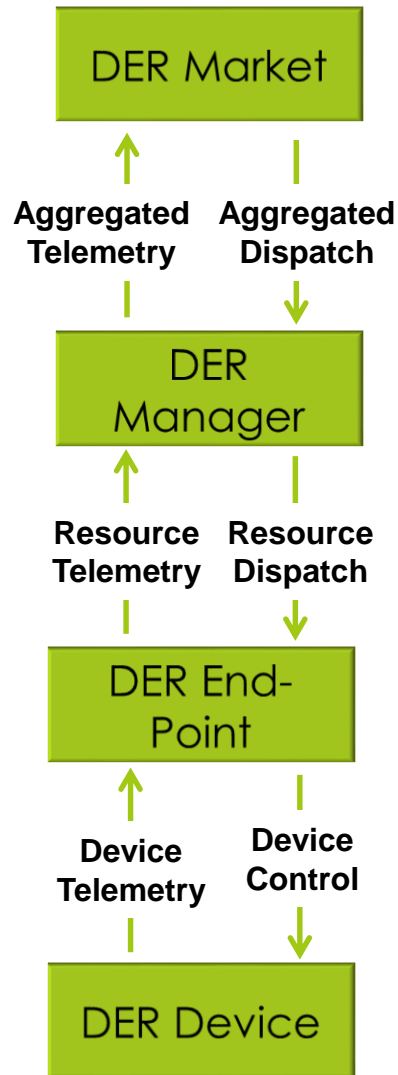 DER Market
Aggregated
Telemetry
Aggregated
Dispatch
DER
Manager
Resource
Telemetry
Resource
Dispatch
DER End-
Point
Device
Telemetry
Device
Control
DER Device